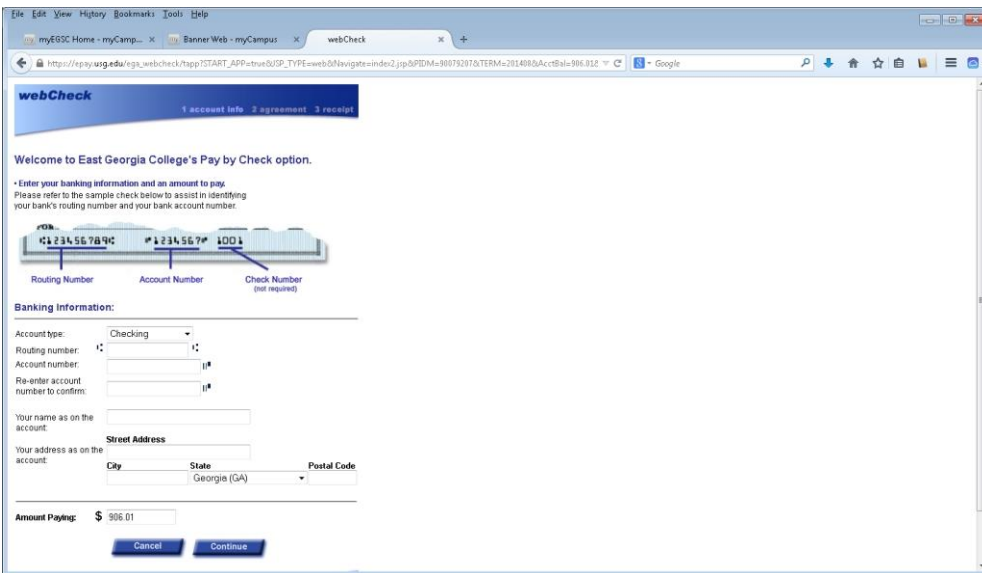 File Edit View History Bookmarks Tools Help
myEGSC Home - myCamp... × Banner Web - myCampus × webCheck × +
https://epay.usg.edu/ega_webcheck/tapp?START_APP=true&JSP_TYPE=web&Navigate=index2.jsp&PIDM=90079207&TERM=201408&AcctBal=906.01& Google
webCheck
1 account info 2 agreement 3 receipt
Welcome to East Georgia College's Pay by Check option.
• Enter your banking information and an amount to pay.
Please refer to the sample check below to assist in identifying
your bank's routing number and your bank account number.
FOR
⑆123456789⑆ ⑈1234567⑈ 1001
Routing Number Account Number Check Number
(not required)
Banking Information:
Account type: Checking
Routing number: ⑆ ⑆
Account number: ⑈
Re-enter account
number to confirm: ⑈
Your name as on the
account:
Street Address
Your address as on the
account:
City State Postal Code
Georgia (GA)
Amount Paying: $ 906.01
Cancel Continue